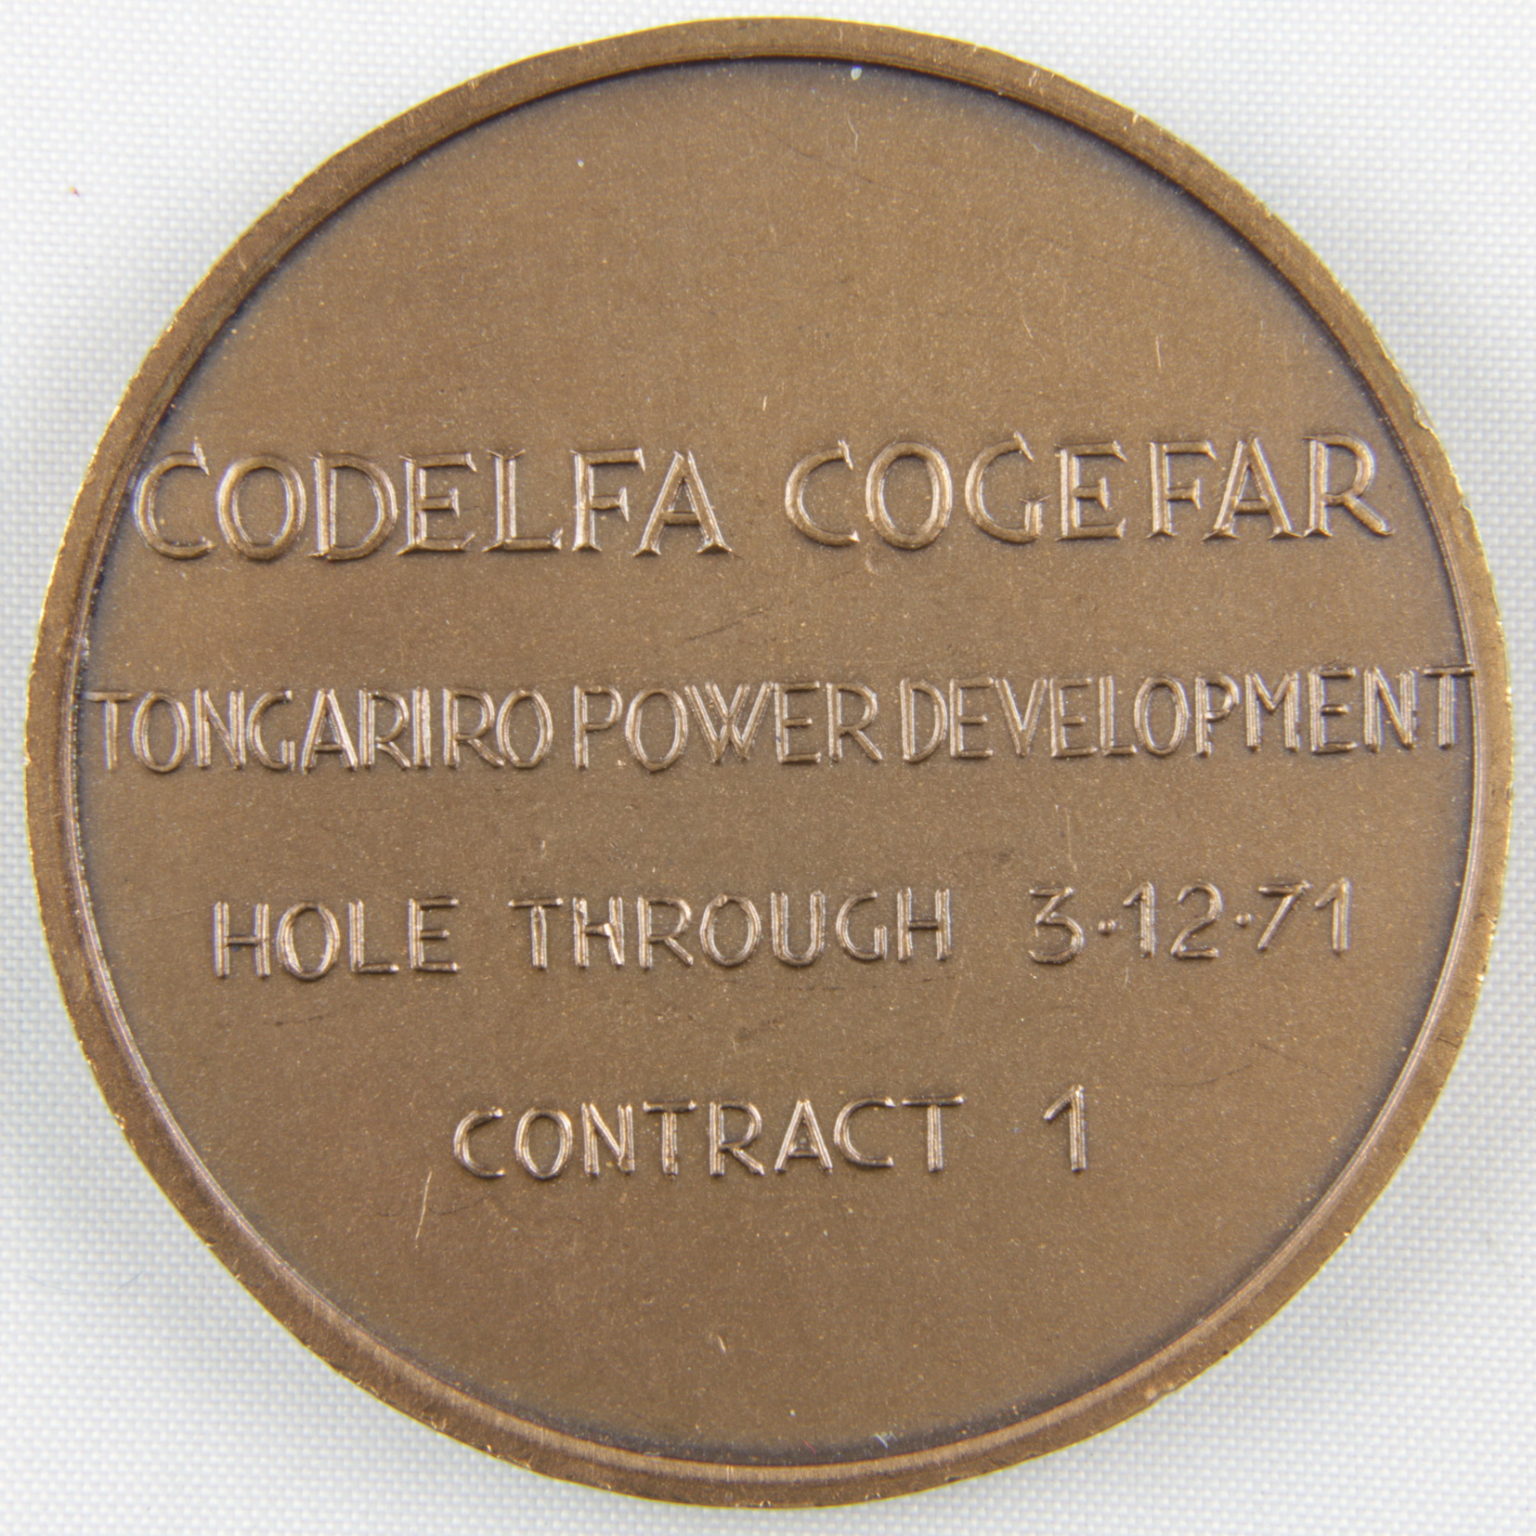 CODELFA COGEFAR
TONGARIRO POWER DEVELOPMENT
HOLE THROUGH 3·12·71
CONTRACT 1